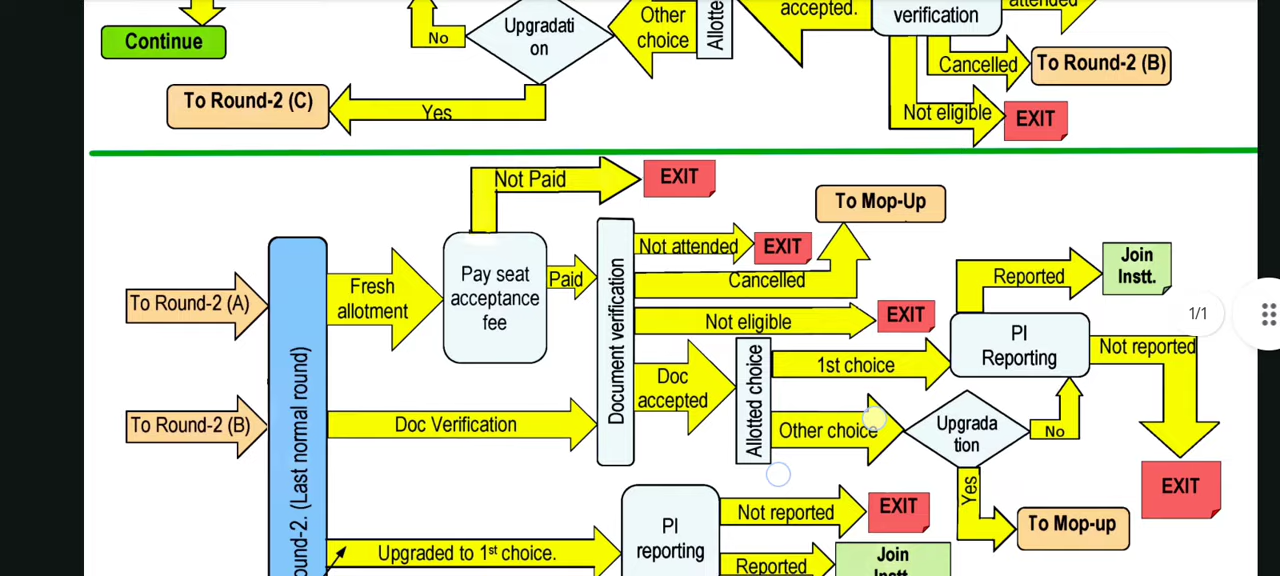 Continue
No
Upgradati
on
Other
choice
accepted.
verification
attended
Cancelled
To Round-2 (B)
To Round-2 (C)
Yes
Not eligible
EXIT
Not Paid
EXIT
To Mop-Up
Not attended
EXIT
Join
Instt.
Reported
Pay seat
acceptance
fee
Paid
Cancelled
Fresh
allotment
To Round-2 (A)
Document verification
Not eligible
EXIT
1/1
PI
Reporting
Not reported
1st choice
Doc
accepted
Allotted choice
To Round-2 (B)
Doc Verification
Other choice
Upgrada
tion
No
Yes
EXIT
To Mop-up
(Last normal round)
PI
reporting
Not reported
EXIT
Upgraded to 1st choice.
Reported
Join